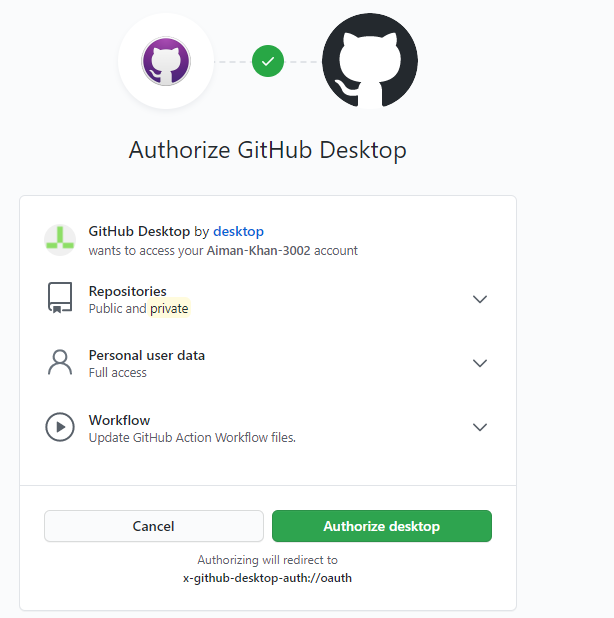 Authorize GitHub Desktop
GitHub Desktop by desktop
wants to access your Aiman-Khan-3002 account
Repositories
Public and private
Personal user data
Full access
Workflow
Update GitHub Action Workflow files.
Cancel
Authorize desktop
Authorizing will redirect to
x-github-desktop-auth://oauth